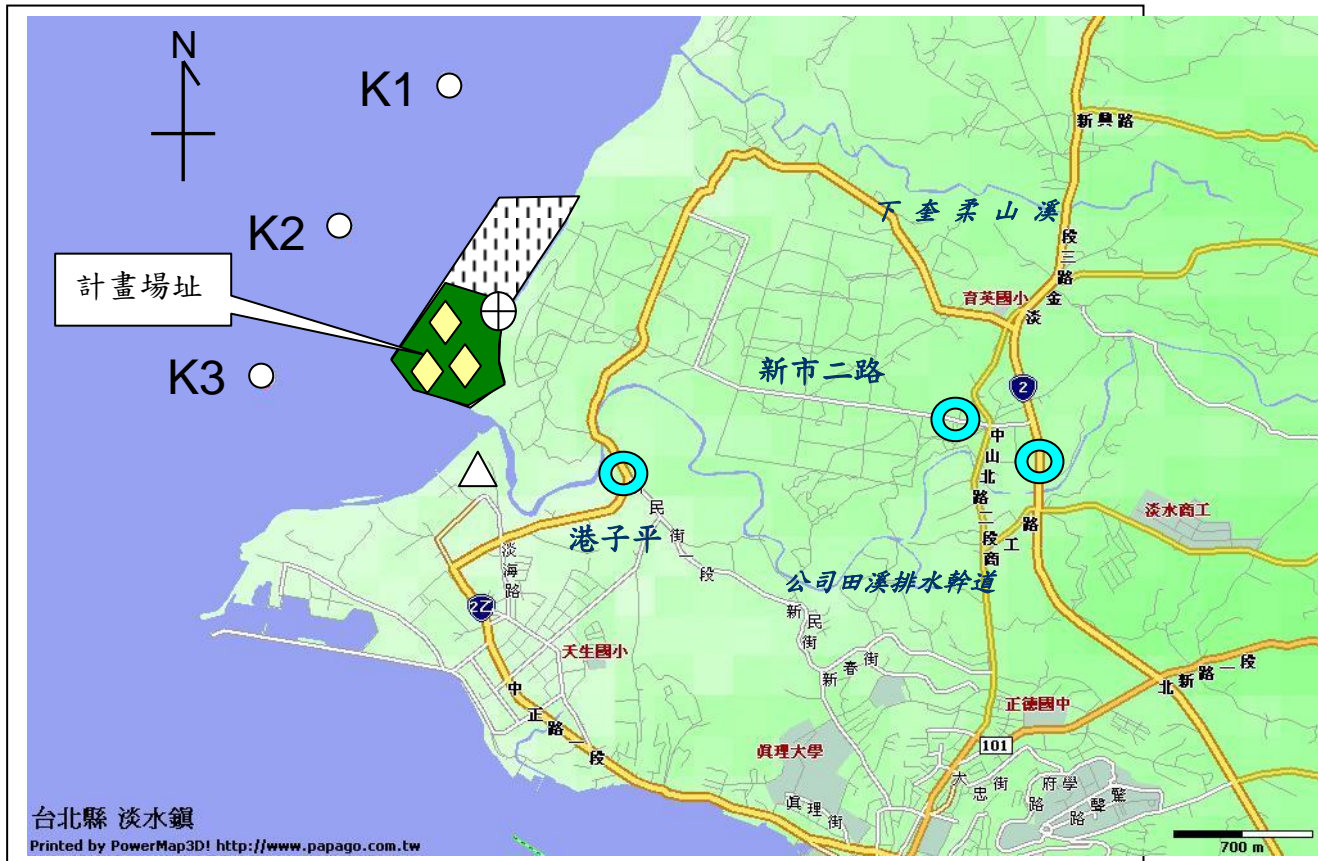 N
K1
新興路
下奎柔山溪
K2
段三路金淡
計畫場址
育英國小
K3
新市二路
2
中山北路二段
淡水商工
港子平
民街一段
商工路
淡海路
公司田溪排水幹道
2乙
新民街
天生國小
新春街
北新路一段
中正路一段
正德國中
101
真理大學
大忠街
府學路
聲駕路
真理街
台北縣 淡水鎮
Printed by PowerMap3D! http://www.papago.com.tw
700 m